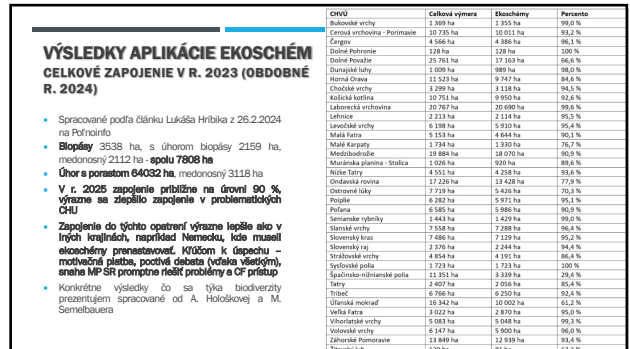 VÝSLEDKY APLIKÁCIE EKOSCHÉM
CELKOVÉ ZAPOJENIE V R. 2023 (OBDOBNÉ
R. 2024)
Spracované podľa článku Lukáša Hríbika z 26.2.2024
na Poľnoinfo
Biopásy 3538 ha, s úhorom biopásy 2159 ha,
medonosný 2112 ha - spolu 7808 ha
Úhor s porastom 64032 ha, medonosný 3118 ha
V r. 2025 zapojenie približne na úrovni 90 %,
výrazne sa zlepšilo zapojenie v problematických
CHU
Zapojenie do týchto opatrení výrazne lepšie ako v
iných krajinách, napríklad Nemecku, kde museli
ekoschémy prenastavovať. Kľúčom k úspechu –
motivačná platba, poctivá debata (vďaka všetkým),
snaha MP SR promptne riešiť problémy a CF prístup
Konkrétne výsledky čo sa týka biodiverzity
prezentujem spracované od A. Hološkovej a M.
Semelbauera
CHVÚ Celková výmera Ekoschémy Percento
Bukovské vrchy 1 369 ha 1 355 ha 99,0 %
Cerová vrchovina - Porimavie 10 735 ha 10 011 ha 93,2 %
Čergov 4 566 ha 4 386 ha 96,1 %
Dolné Pohronie 128 ha 128 ha 100 %
Dolné Považie 25 761 ha 17 163 ha 66,6 %
Dunajské luhy 1 009 ha 989 ha 98,0 %
Horná Orava 11 523 ha 9 747 ha 84,6 %
Chočské vrchy 3 299 ha 3 118 ha 94,5 %
Košická kotlina 10 751 ha 9 950 ha 92,6 %
Laborecká vrchovina 20 767 ha 20 690 ha 99,6 %
Lehnice 2 213 ha 2 114 ha 95,5 %
Levočské vrchy 6 198 ha 5 910 ha 95,4 %
Malá Fatra 5 153 ha 4 644 ha 90,1 %
Malé Karpaty 1 734 ha 1 330 ha 76,7 %
Medzibodrožie 19 884 ha 18 070 ha 90,9 %
Muránska planina - Stolica 1 026 ha 920 ha 89,6 %
Nízke Tatry 4 551 ha 4 258 ha 93,6 %
Ondavská rovina 17 226 ha 13 428 ha 77,9 %
Ostrovné lúky 7 719 ha 5 426 ha 70,3 %
Poiplie 6 282 ha 5 971 ha 95,1 %
Poľana 6 585 ha 5 986 ha 90,9 %
Senianske rybníky 1 443 ha 1 429 ha 99,0 %
Slanské vrchy 7 558 ha 7 288 ha 96,4 %
Slovenský kras 7 486 ha 7 129 ha 95,2 %
Slovenský raj 2 376 ha 2 244 ha 94,4 %
Strážovské vrchy 4 854 ha 4 191 ha 86,4 %
Sysľovské polia 1 723 ha 1 723 ha 100 %
Špačinsko-nižnianske polia 11 351 ha 3 339 ha 29,4 %
Tatry 2 407 ha 2 056 ha 85,4 %
Tribeč 6 766 ha 6 250 ha 92,4 %
Úľanská mokraď 16 342 ha 10 002 ha 61,2 %
Veľká Fatra 3 022 ha 2 870 ha 95,0 %
Vihorlatské vrchy 5 083 ha 5 048 ha 99,3 %
Volovské vrchy 6 147 ha 5 900 ha 96,0 %
Záhorské Pomoravie 13 849 ha 12 939 ha 93,4 %